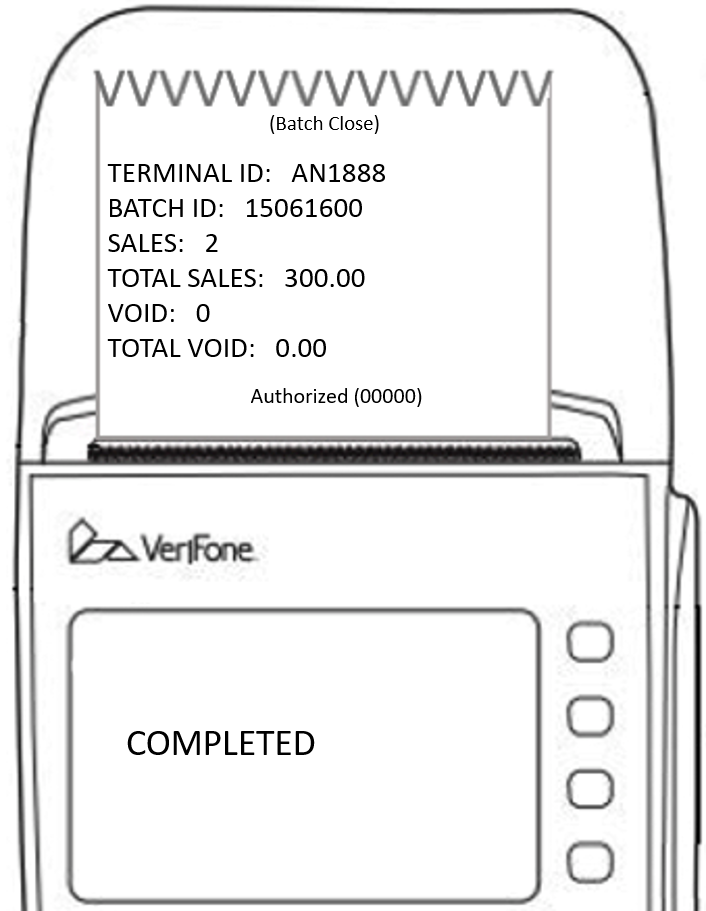 (Batch Close)
TERMINAL ID: AN1888
BATCH ID: 15061600
SALES: 2
TOTAL SALES: 300.00
VOID: 0
TOTAL VOID: 0.00
Authorized (00000)
VeriFone
COMPLETED